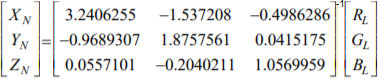 X_N 3.2406255 −1.537208 −0.4986286 -1 R_L
Y_N = −0.9689307 1.8757561 0.0415175 G_L
Z_N 0.0557101 −0.2040211 1.0569959 B_L